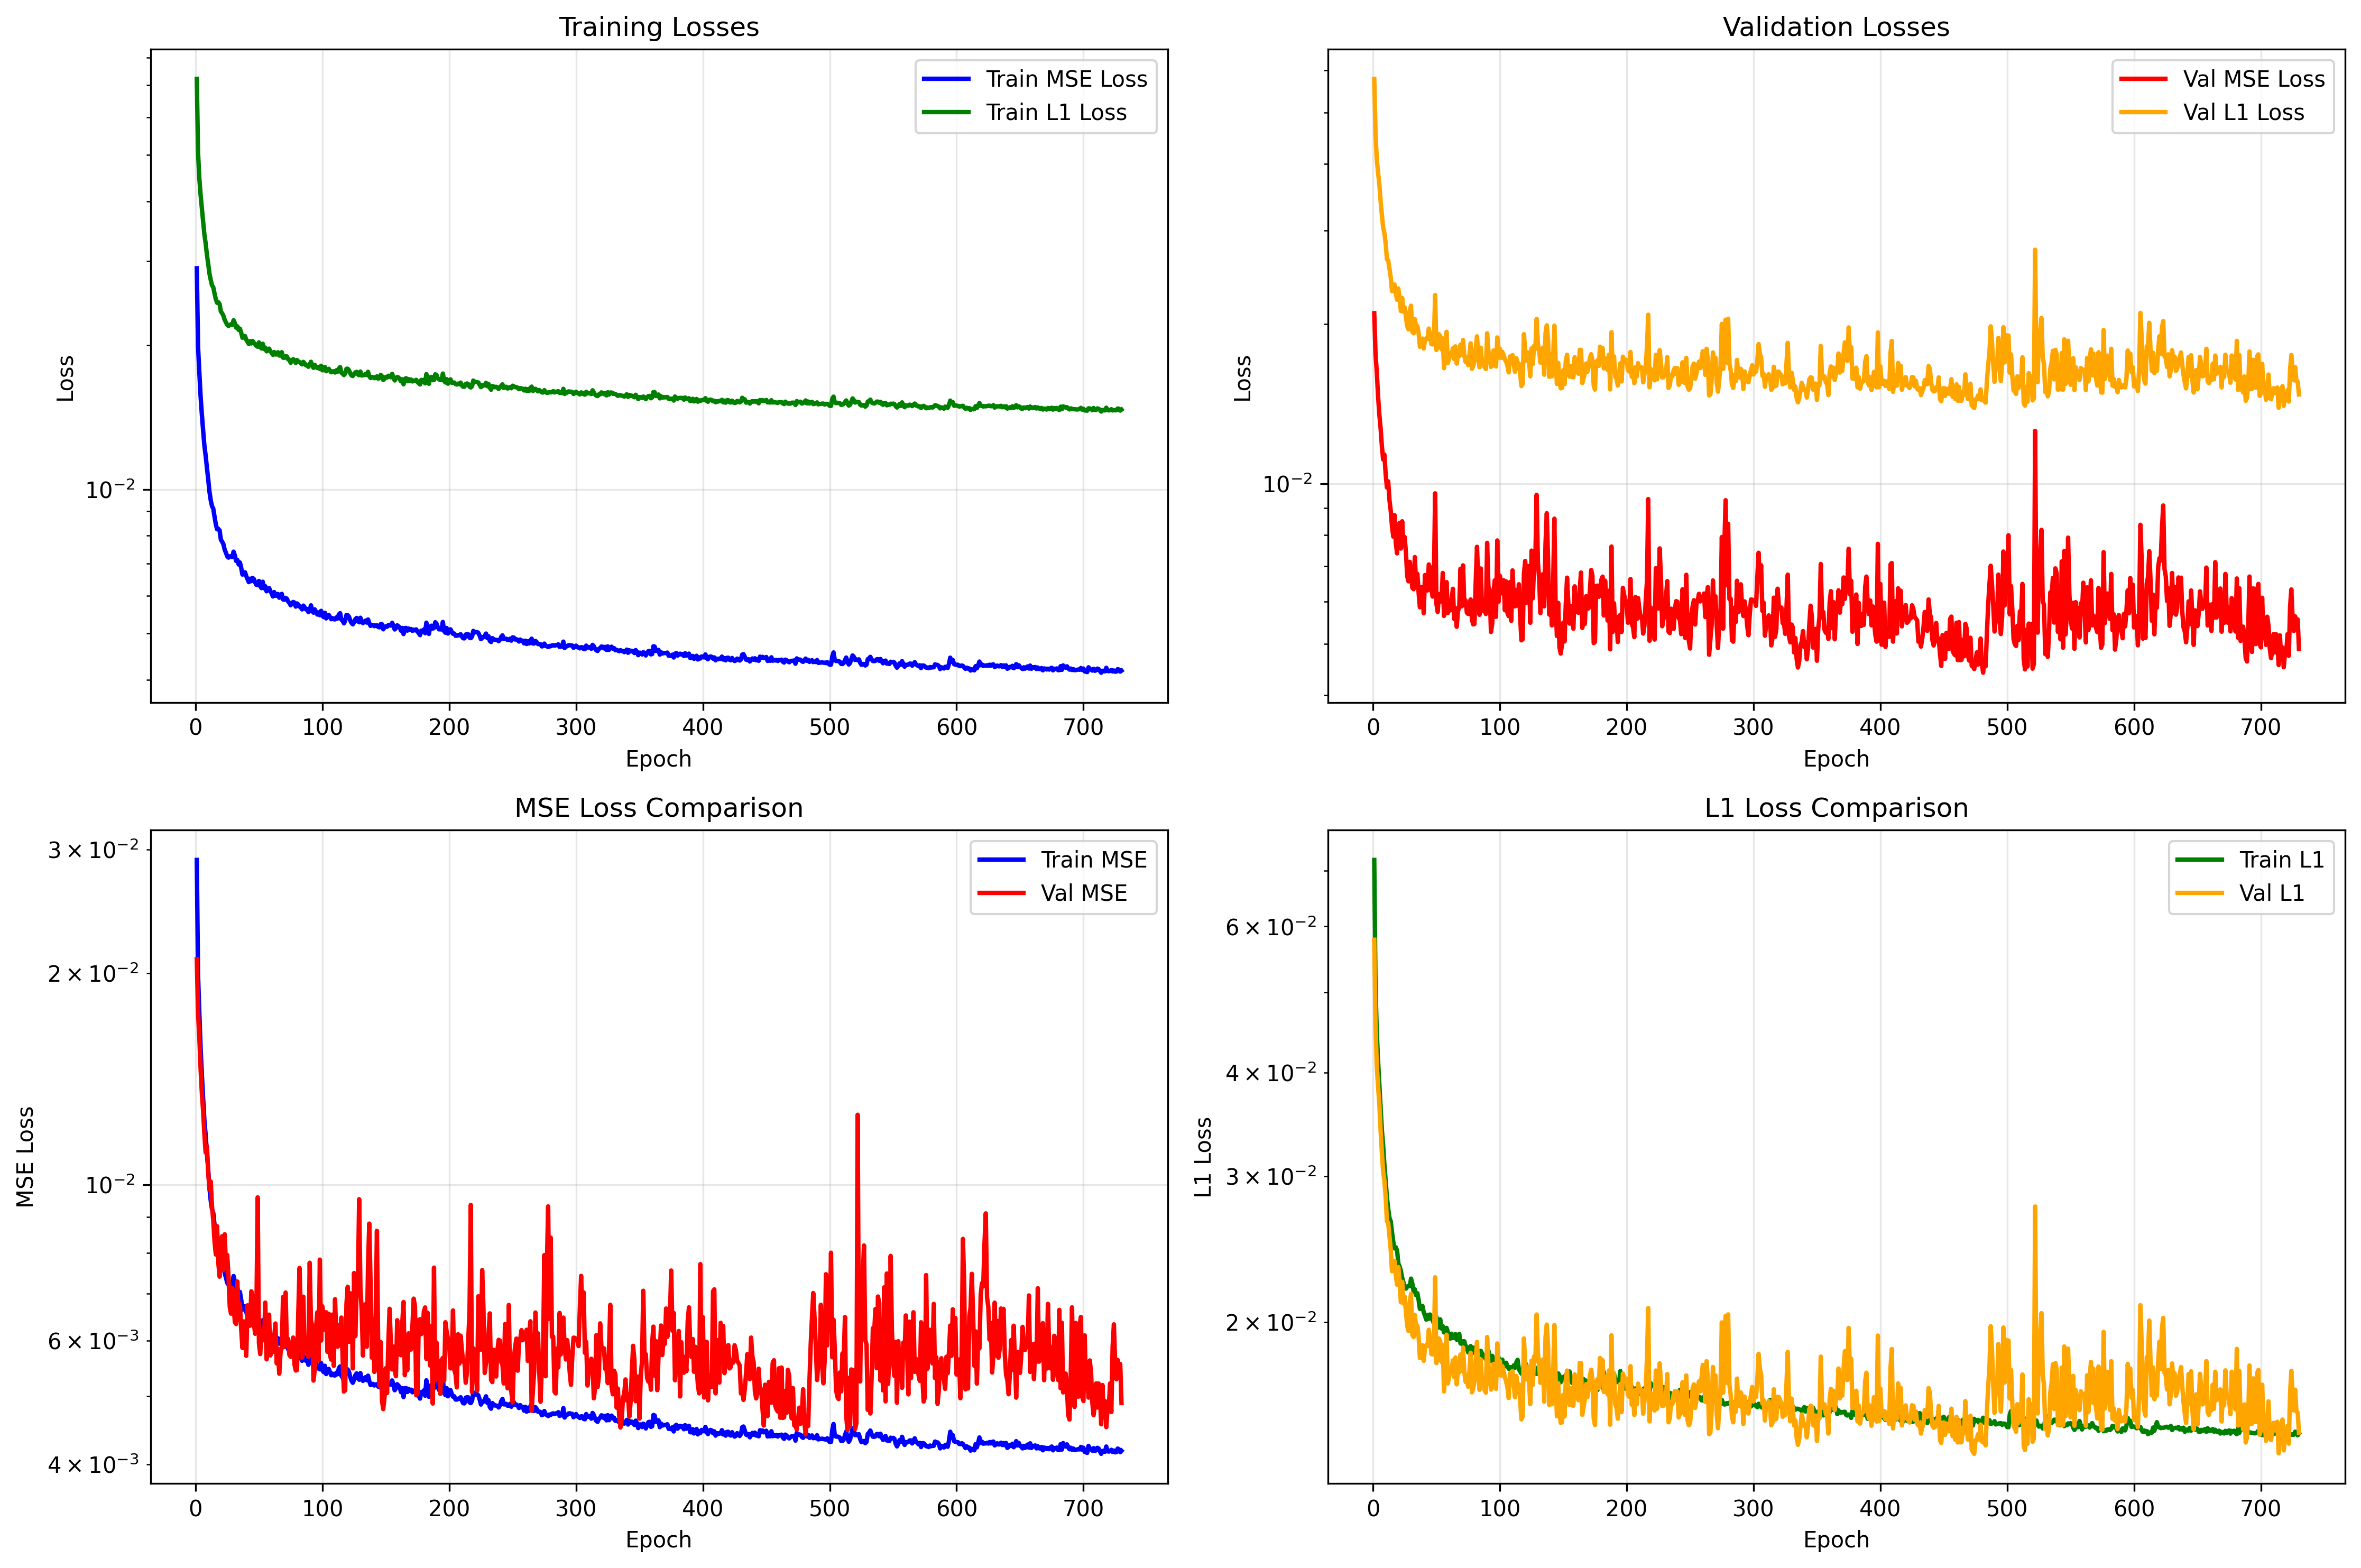 Training Losses
Loss
10⁻²
Train MSE Loss
Train L1 Loss
0 100 200 300 400 500 600 700
Epoch
Validation Losses
Loss
10⁻²
Val MSE Loss
Val L1 Loss
0 100 200 300 400 500 600 700
Epoch
MSE Loss Comparison
MSE Loss
3 × 10⁻²
2 × 10⁻²
10⁻²
6 × 10⁻³
4 × 10⁻³
Train MSE
Val MSE
0 100 200 300 400 500 600 700
Epoch
L1 Loss Comparison
L1 Loss
6 × 10⁻²
4 × 10⁻²
3 × 10⁻²
2 × 10⁻²
Train L1
Val L1
0 100 200 300 400 500 600 700
Epoch